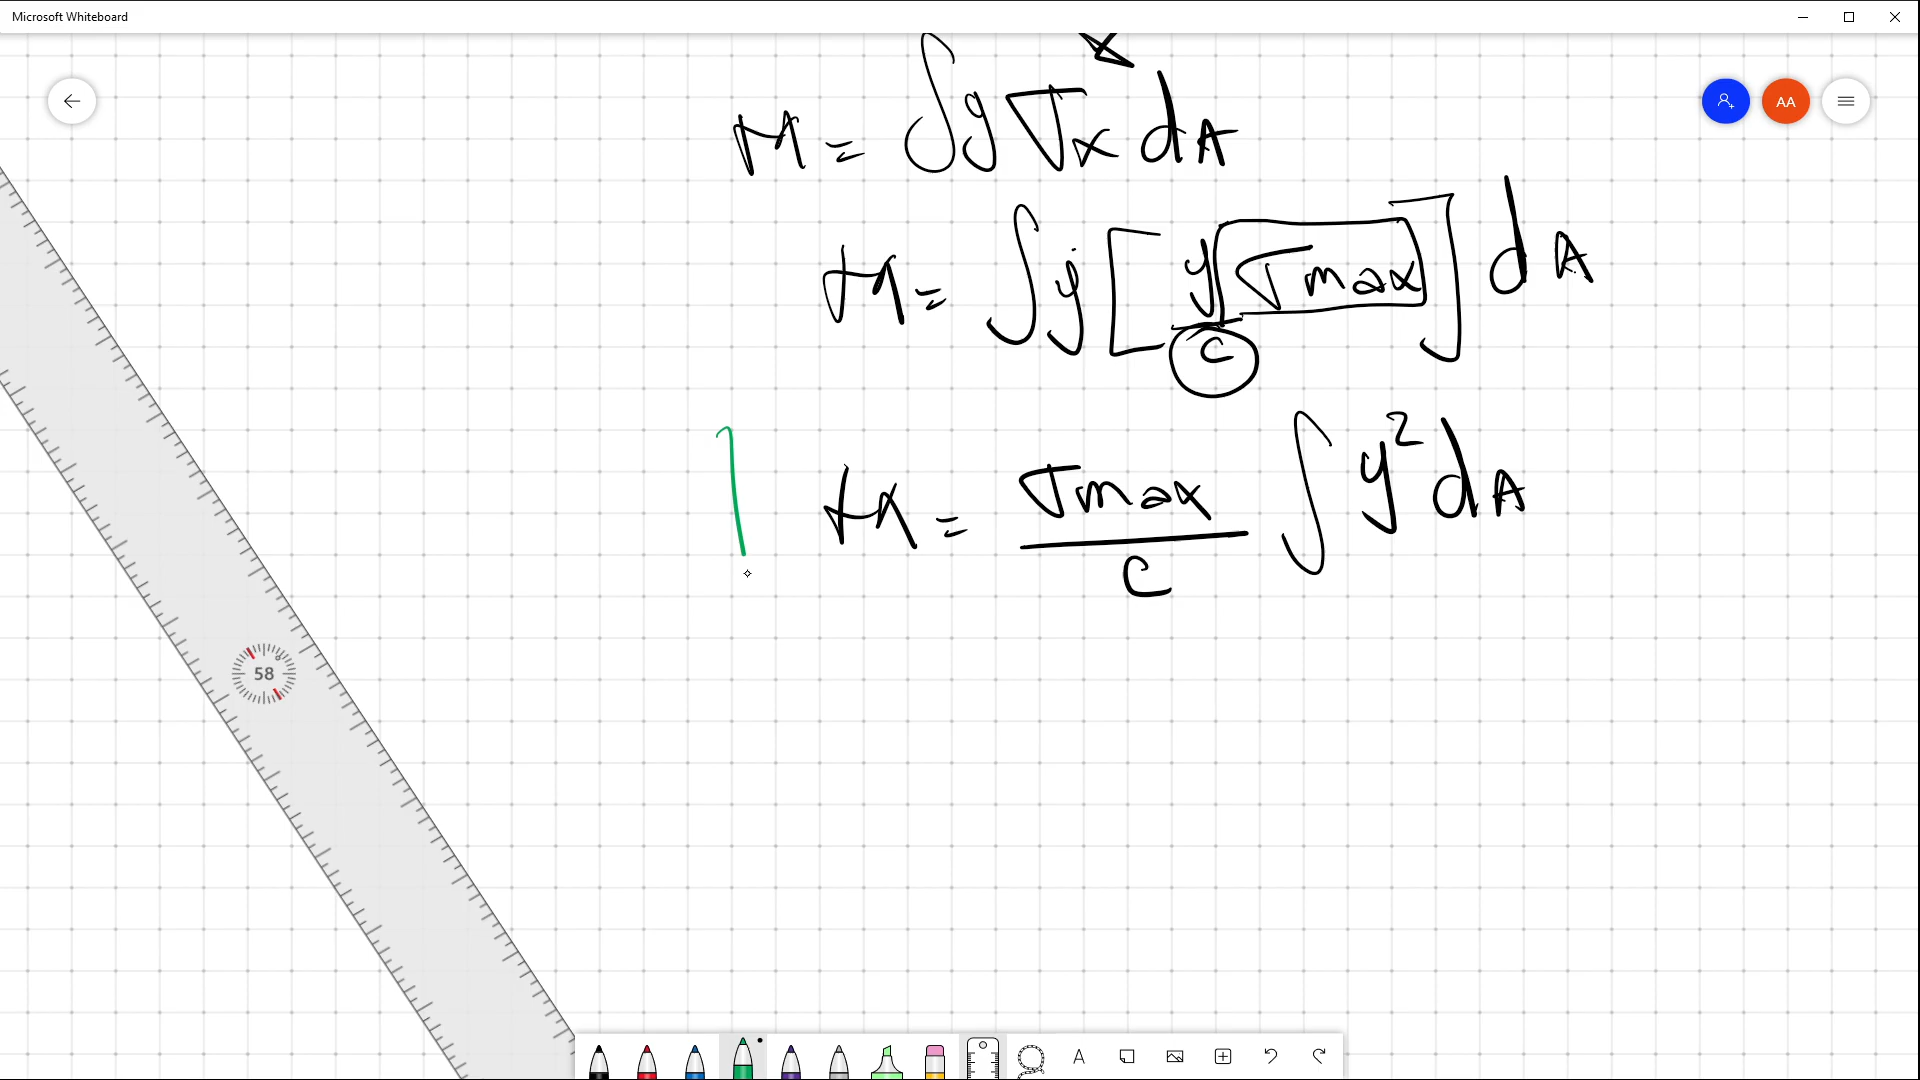 Microsoft Whiteboard
AA
M = ∫ y σx dA
M = ∫ y [ y σmax / c ] dA
M = σmax / c ∫ y² dA
58
A